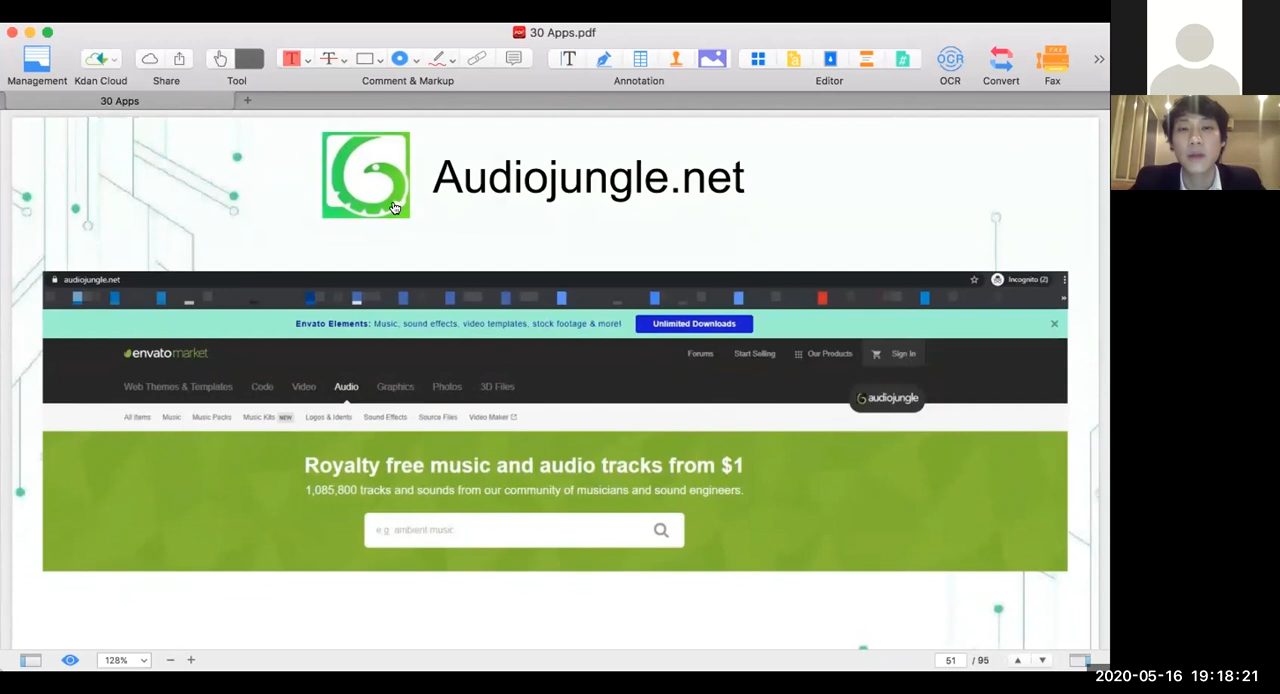 30 Apps.pdf
Management Kdan Cloud Share Tool Comment & Markup Annotation Editor OCR Convert Fax
30 Apps
Audiojungle.net
audiojungle.net Incognito (2)
Envato Elements: Music, sound effects, video templates, stock footage & more! Unlimited Downloads
envatomarket Forums Start Selling Our Products Sign In
Web Themes & Templates Code Video Audio Graphics Photos 3D Files
audiojungle
All Items Music Music Packs Music Kits NEW Logos & Idents Sound Effects Source Files Video Maker
Royalty free music and audio tracks from $1
1,085,800 tracks and sounds from our community of musicians and sound engineers.
e.g. ambient music
128% 51 / 95
2020-05-16 19:18:21